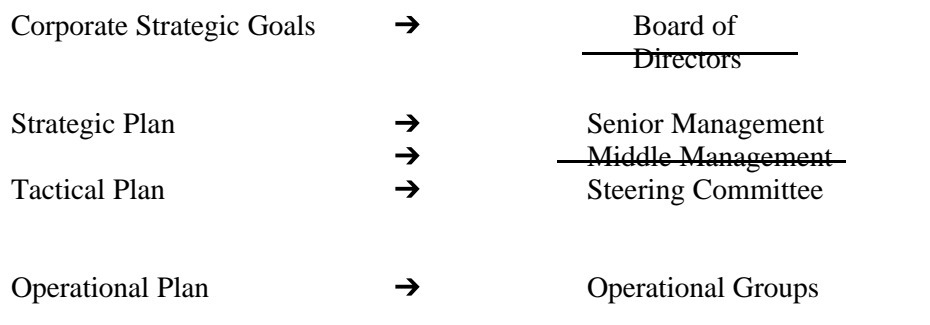 Corporate Strategic Goals ➔ Board of
Directors
Strategic Plan ➔ Senior Management
➔ Middle Management
Tactical Plan ➔ Steering Committee
Operational Plan ➔ Operational Groups